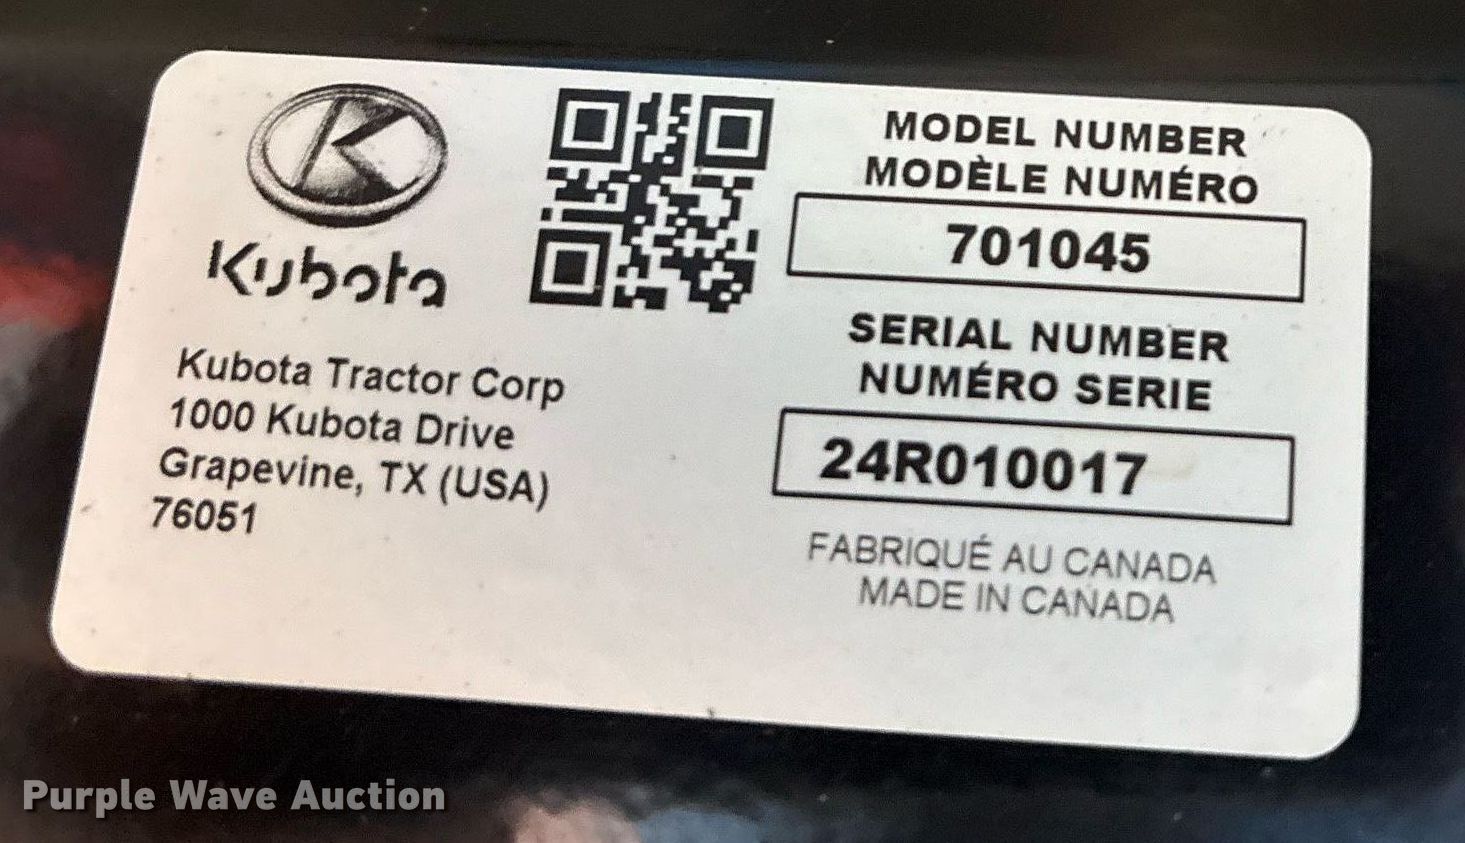 Kubota
Kubota Tractor Corp
1000 Kubota Drive
Grapevine, TX (USA)
76051
MODEL NUMBER
MODÈLE NUMÉRO
701045
SERIAL NUMBER
NUMÉRO SERIE
24R010017
FABRIQUÉ AU CANADA
MADE IN CANADA
Purple Wave Auction